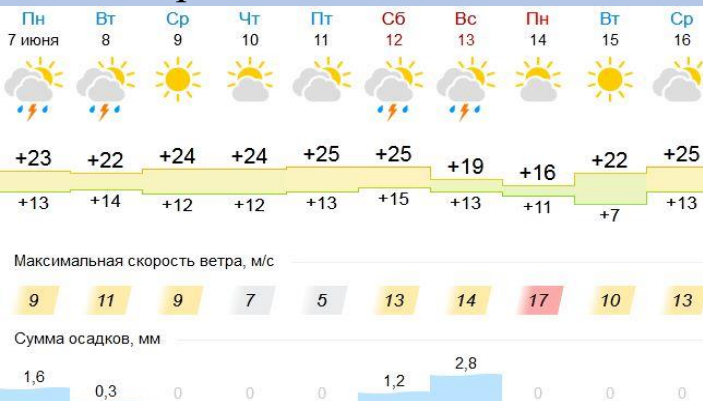 Пн Вт Ср Чт Пт Сб Вс Пн Вт Ср
7 июня 8 9 10 11 12 13 14 15 16
+23 +22 +24 +24 +25 +25 +19 +16 +22 +25
+13 +14 +12 +12 +13 +15 +13 +11 +7 +13
Максимальная скорость ветра, м/с
9 11 9 7 5 13 14 17 10 13
Сумма осадков, мм
1,6 0,3 0 0 0 1,2 2,8 0 0 0